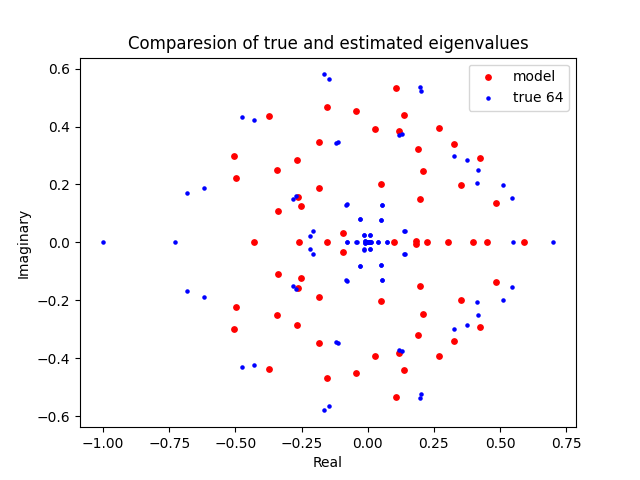 Comparesion of true and estimated eigenvalues
model
true 64
Imaginary
0.6
0.4
0.2
0.0
−0.2
−0.4
−0.6
−1.00 −0.75 −0.50 −0.25 0.00 0.25 0.50 0.75
Real